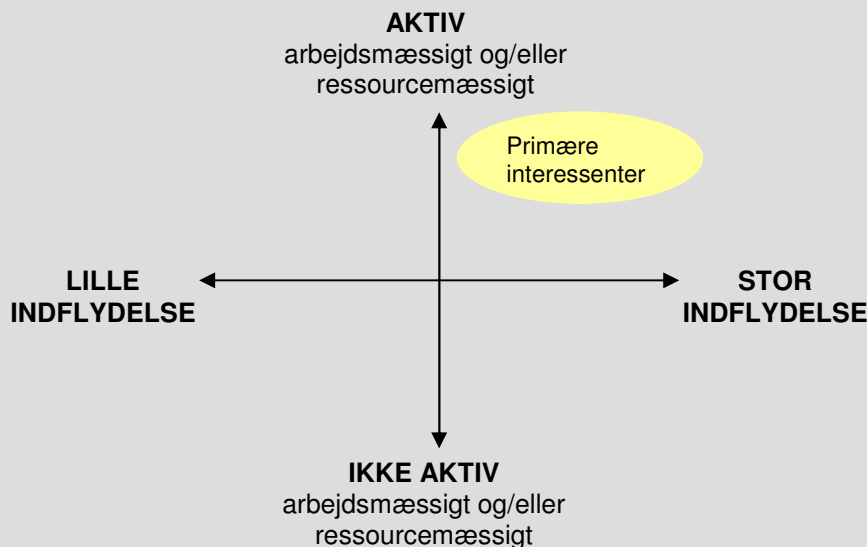 AKTIV
arbejdsmæssigt og/eller
ressourcemæssigt
Primære
interessenter
LILLE
INDFLYDELSE
STOR
INDFLYDELSE
IKKE AKTIV
arbejdsmæssigt og/eller
ressourcemæssigt